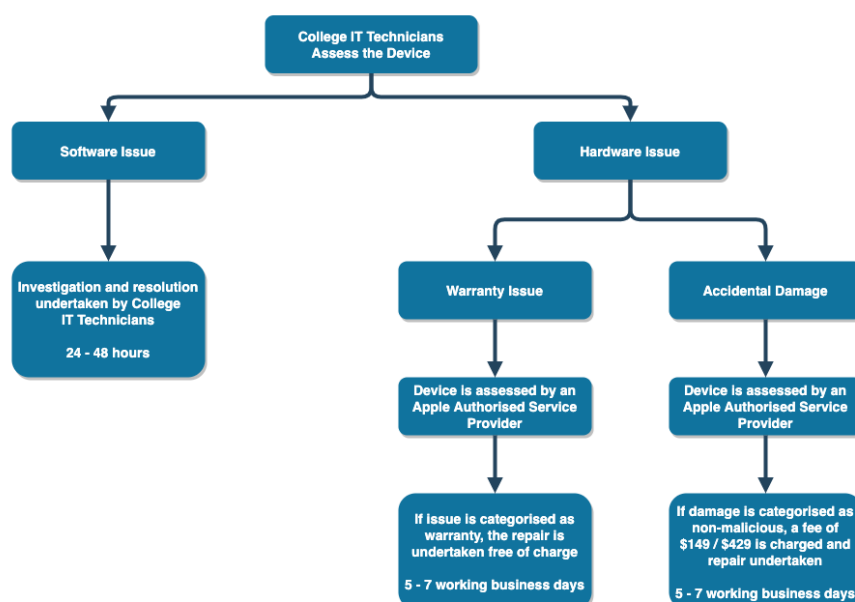 College IT Technicians
Assess the Device
Software Issue
Hardware Issue
Investigation and resolution
undertaken by College
IT Technicians
24 - 48 hours
Warranty Issue
Accidental Damage
Device is assessed by an
Apple Authorised Service
Provider
Device is assessed by an
Apple Authorised Service
Provider
If issue is categorised as
warranty, the repair is
undertaken free of charge
5 - 7 working business days
If damage is categorised as
non-malicious, a fee of
$149 / $429 is charged and
repair undertaken
5 - 7 working business days